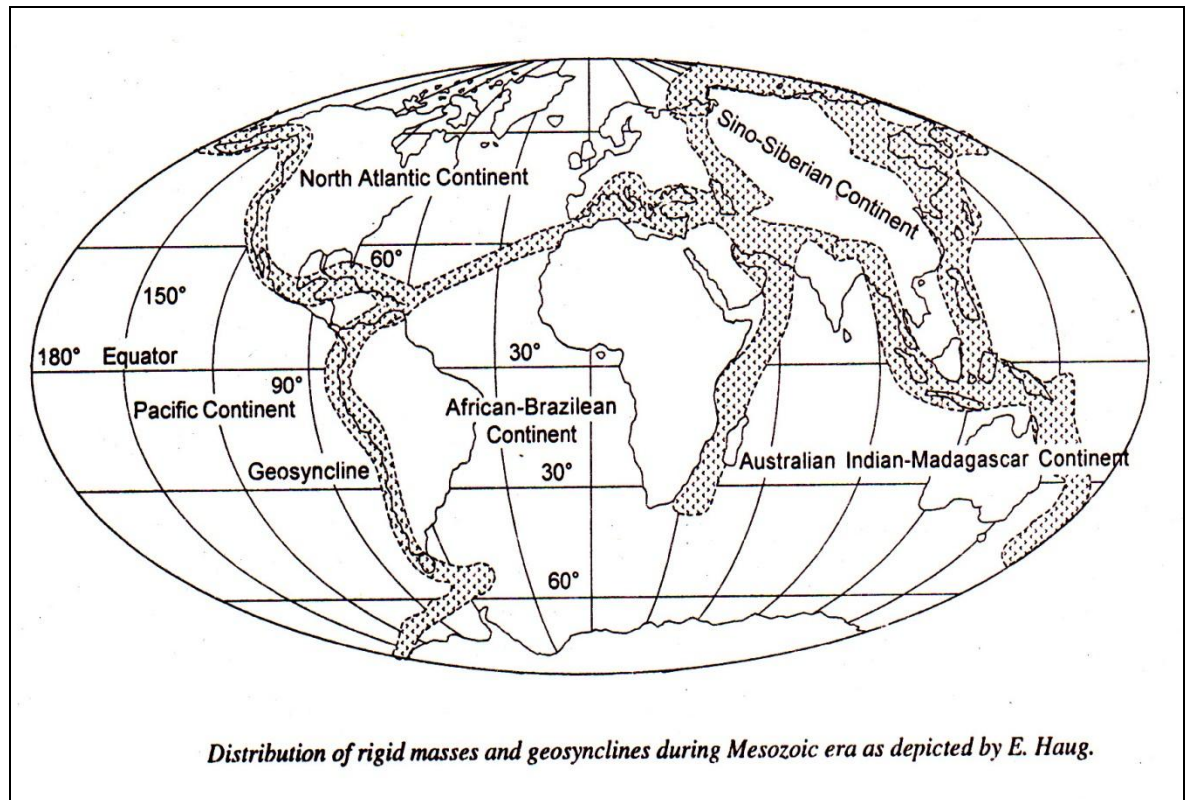 Sino-Siberian Continent
North Atlantic Continent
60°
150°
180° Equator
30°
90°
Pacific Continent
African-Brazilean
Continent
Geosyncline
30°
Australian Indian-Madagascar Continent
60°
Distribution of rigid masses and geosynclines during Mesozoic era as depicted by E. Haug.